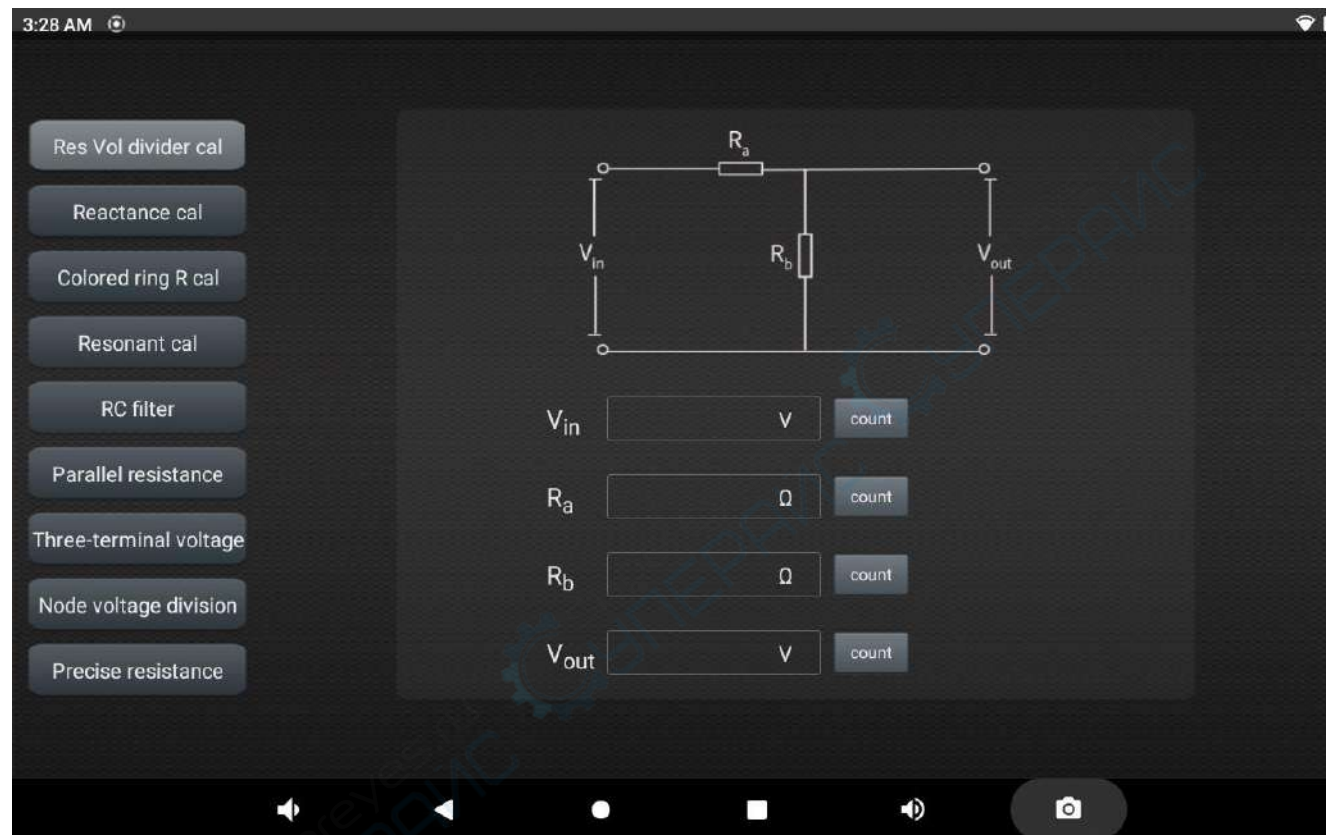 3:28 AM
Res Vol divider cal
Reactance cal
Colored ring R cal
Resonant cal
RC filter
Parallel resistance
Three-terminal voltage
Node voltage division
Precise resistance
Ra
Vin
Rb
Vout
Vin V count
Ra Ω count
Rb Ω count
Vout V count
СУПЕРАЙС